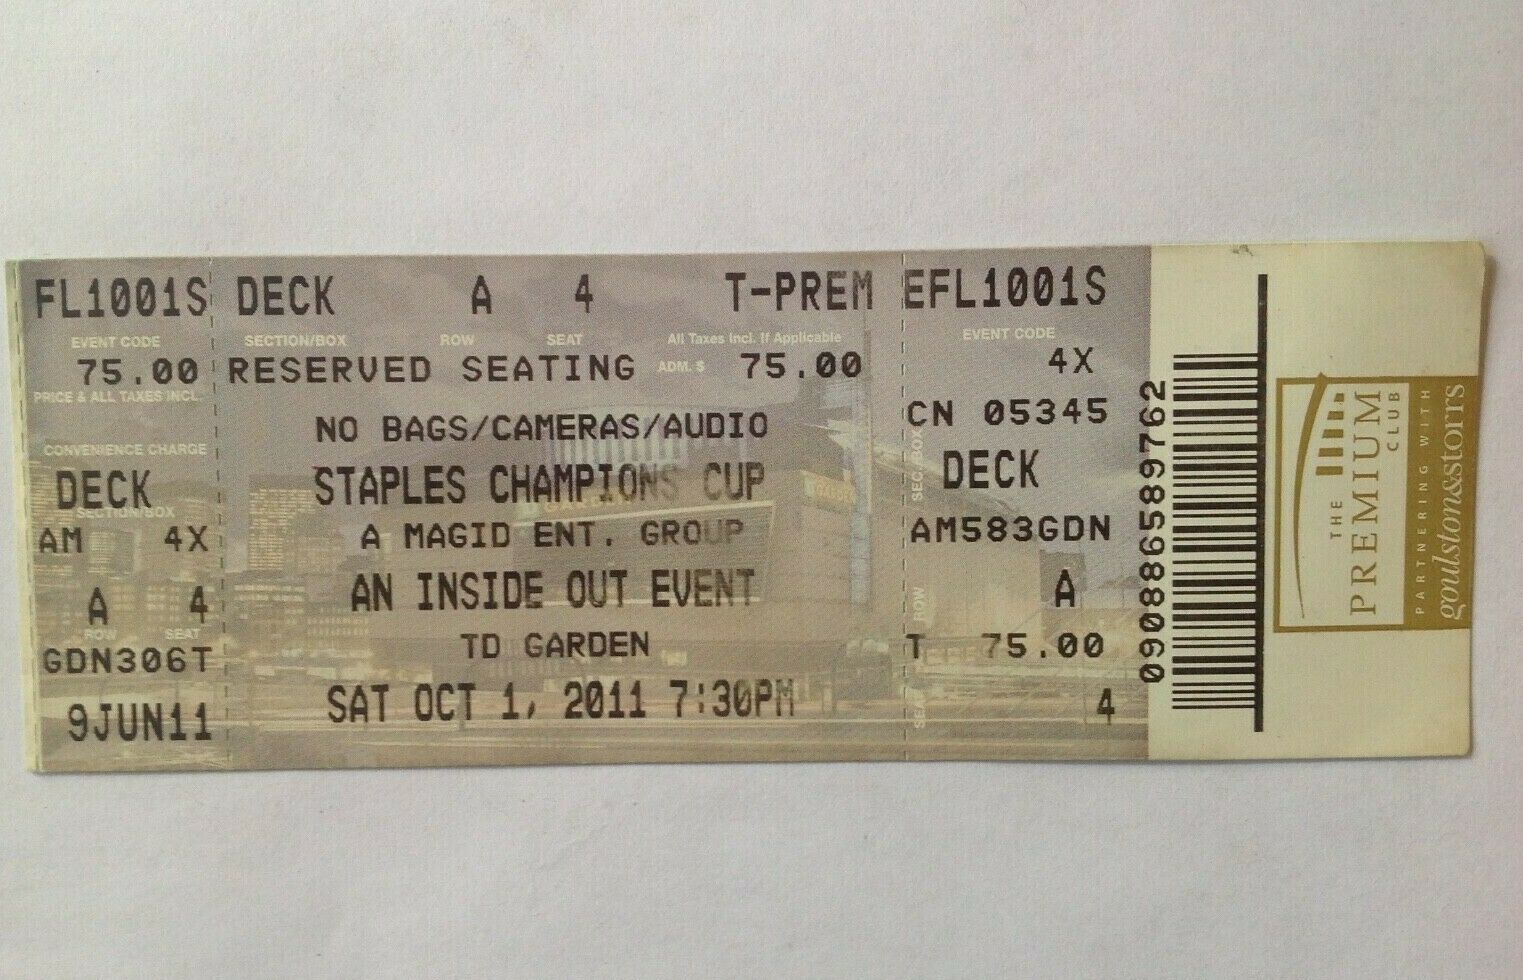 FL1001S
EVENT CODE
75.00
PRICE & ALL TAXES INCL.
CONVENIENCE CHARGE
DECK
SECTION/BOX
AM 4X
A 4
ROW SEAT
GDN306T
9JUN11
DECK A 4 T-PREM
SECTION/BOX ROW SEAT All Taxes Incl. If Applicable
RESERVED SEATING ADM. $ 75.00
NO BAGS/CAMERAS/AUDIO
STAPLES CHAMPIONS CUP
A MAGID ENT. GROUP
AN INSIDE OUT EVENT
TD GARDEN
SAT OCT 1, 2011 7:30PM
EFL1001S
EVENT CODE
4X
CN 05345
SEC. BOX
DECK
AM583GDN
ROW
A
T 75.00
4
090886589762
THE
PREMIUM
CLUB
PARTNERING WITH
goulston&storrs